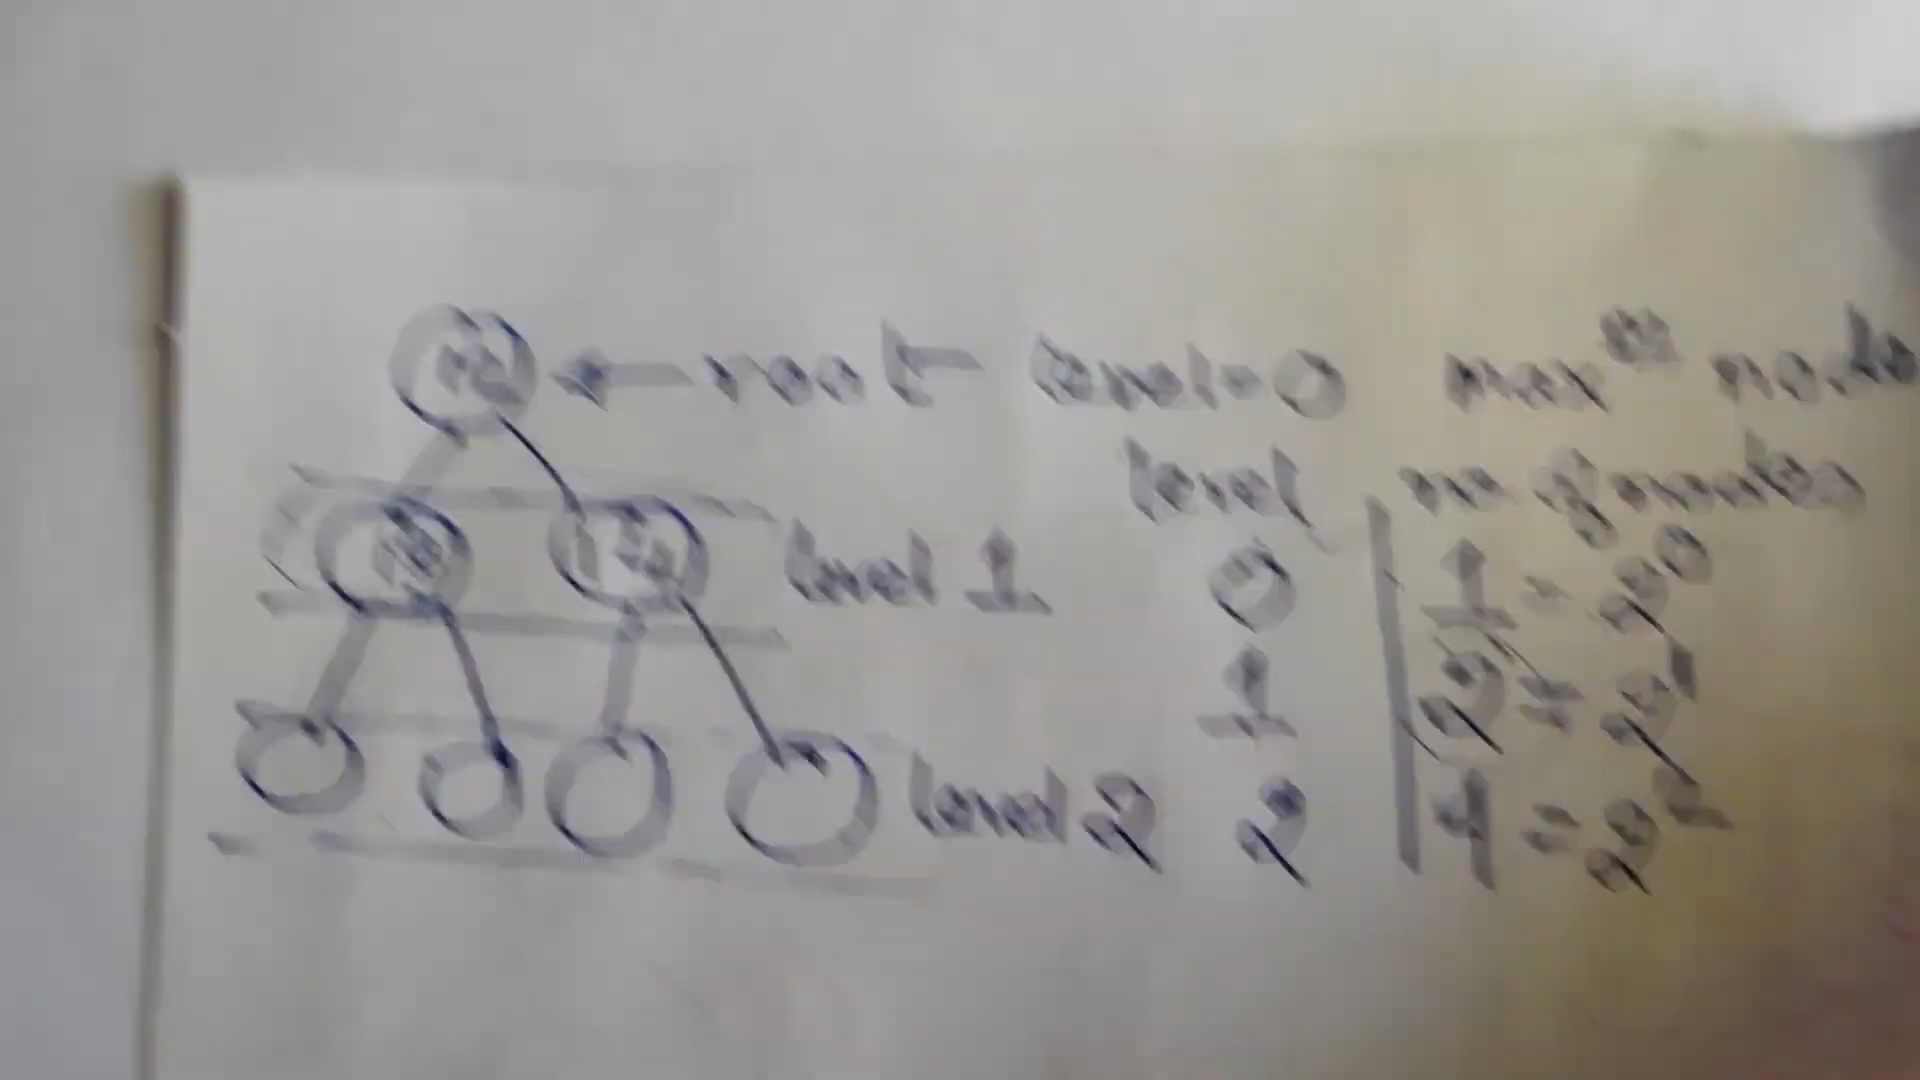 ← root level=0 max^m node
level no of nodes
level 1
0 1 = 2^0
1 2 = 2^1
level 2
2 4 = 2^2